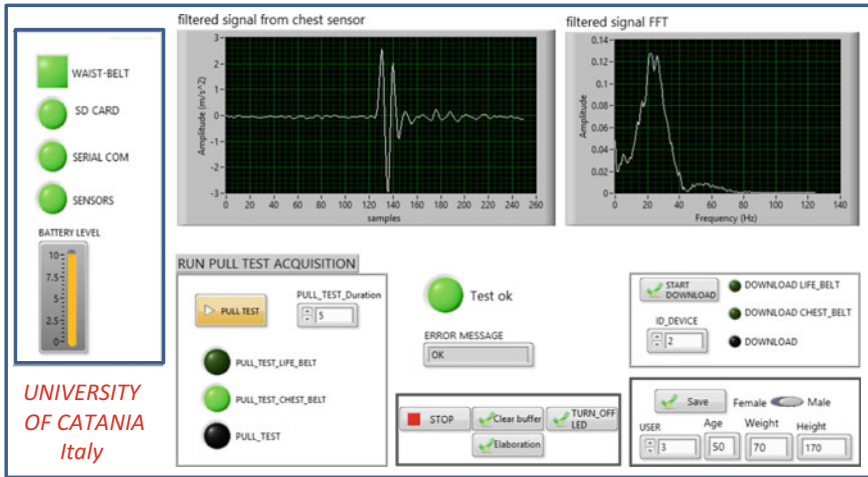 WAIST-BELT
SD CARD
SERIAL COM
SENSORS
BATTERY LEVEL
10
7.5
5
2.5
0
UNIVERSITY
OF CATANIA
Italy
filtered signal from chest sensor
Amplitude (m/s^2)
3
2
1
0
-1
-2
-3
0 20 40 60 80 100 120 140 160 180 200 220 240 260
samples
filtered signal FFT
Amplitude
0.14
0.12
0.1
0.08
0.06
0.04
0.02
0
0 20 40 60 80 100 120 140
Frequency (Hz)
RUN PULL TEST ACQUISITION
PULL TEST
PULL_TEST_Duration
5
PULL_TEST_LIFE_BELT
PULL_TEST_CHEST_BELT
PULL_TEST
Test ok
ERROR MESSAGE
OK
STOP
Clear buffer
TURN_OFF
LED
Elaboration
START
DOWNLOAD
ID_DEVICE
2
DOWNLOAD LIFE_BELT
DOWNLOAD CHEST_BELT
DOWNLOAD
Save
Female
Male
USER
Age
Weight
Height
3
50
70
170